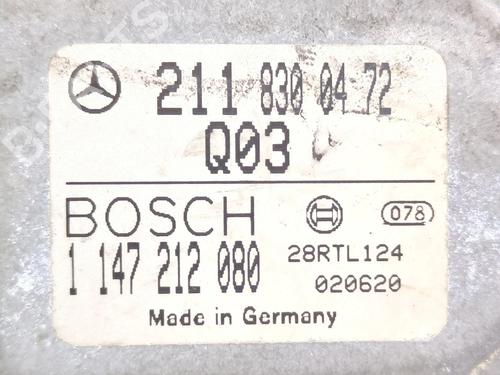 211 830 04 72
Q03
BOSCH
078
1 147 212 080
28RTL124
020620
Made in Germany